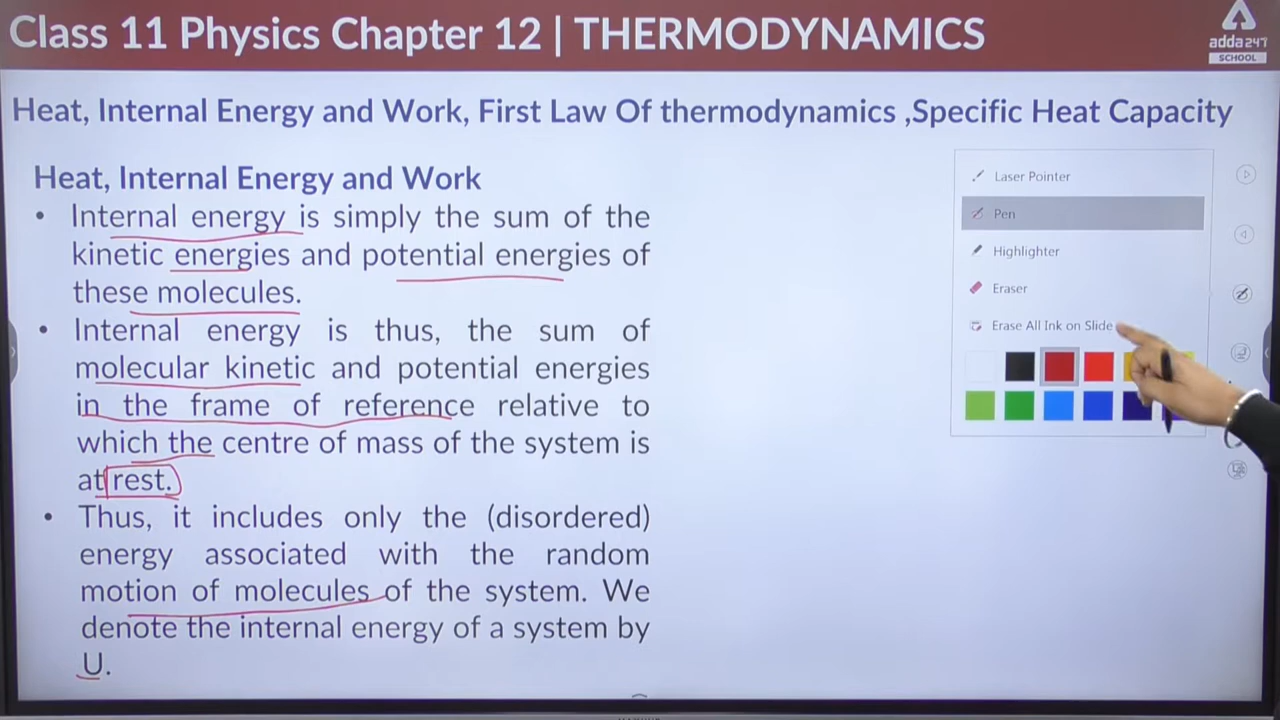 Class 11 Physics Chapter 12 | THERMODYNAMICS
adda247
SCHOOL
Heat, Internal Energy and Work, First Law Of thermodynamics ,Specific Heat Capacity
Heat, Internal Energy and Work
• Internal energy is simply the sum of the
kinetic energies and potential energies of
these molecules.
• Internal energy is thus, the sum of
molecular kinetic and potential energies
in the frame of reference relative to
which the centre of mass of the system is
at rest.
• Thus, it includes only the (disordered)
energy associated with the random
motion of molecules of the system. We
denote the internal energy of a system by
U.
Laser Pointer
Pen
Highlighter
Eraser
Erase All Ink on Slide